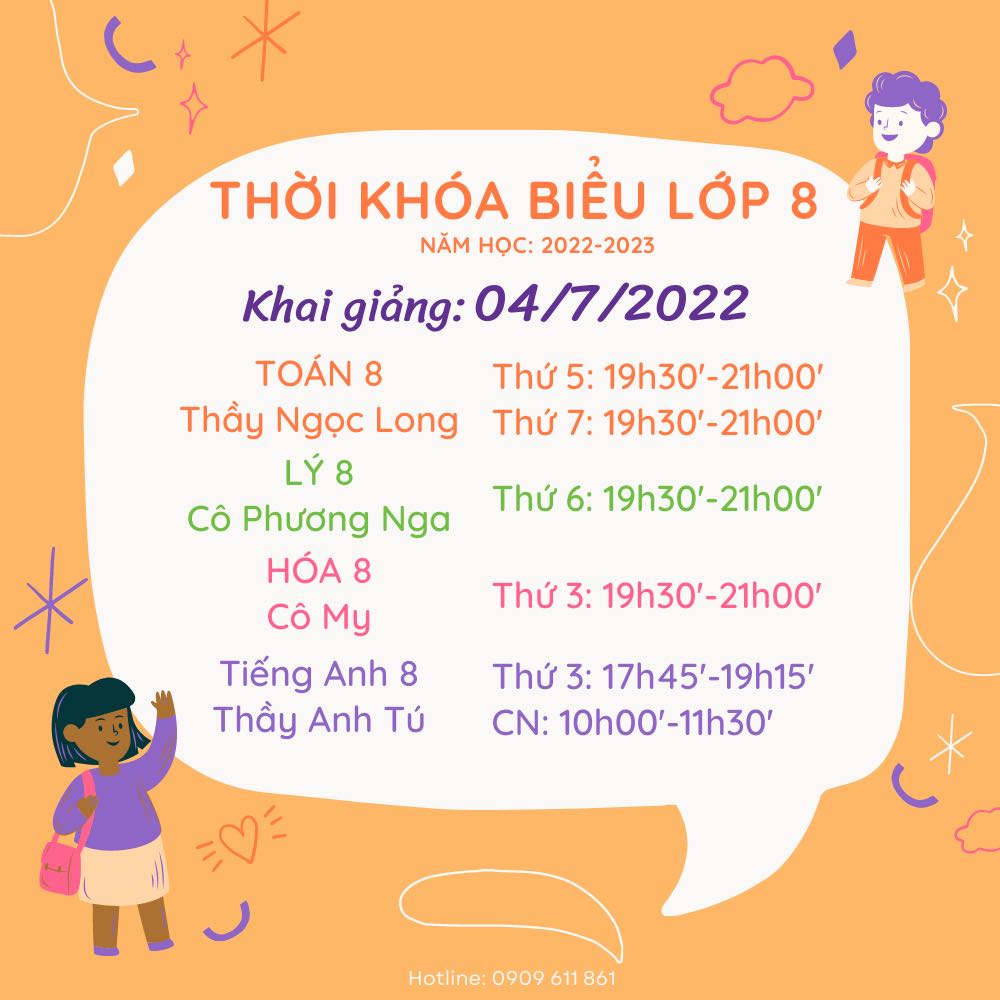 THỜI KHÓA BIỂU LỚP 8
NĂM HỌC: 2022-2023
Khai giảng: 04/7/2022
TOÁN 8
Thầy Ngọc Long
Thứ 5: 19h30'-21h00'
Thứ 7: 19h30'-21h00'
LÝ 8
Cô Phương Nga
Thứ 6: 19h30'-21h00'
HÓA 8
Cô My
Thứ 3: 19h30'-21h00'
Tiếng Anh 8
Thầy Anh Tú
Thứ 3: 17h45'-19h15'
CN: 10h00'-11h30'
Hotline: 0909 611 861